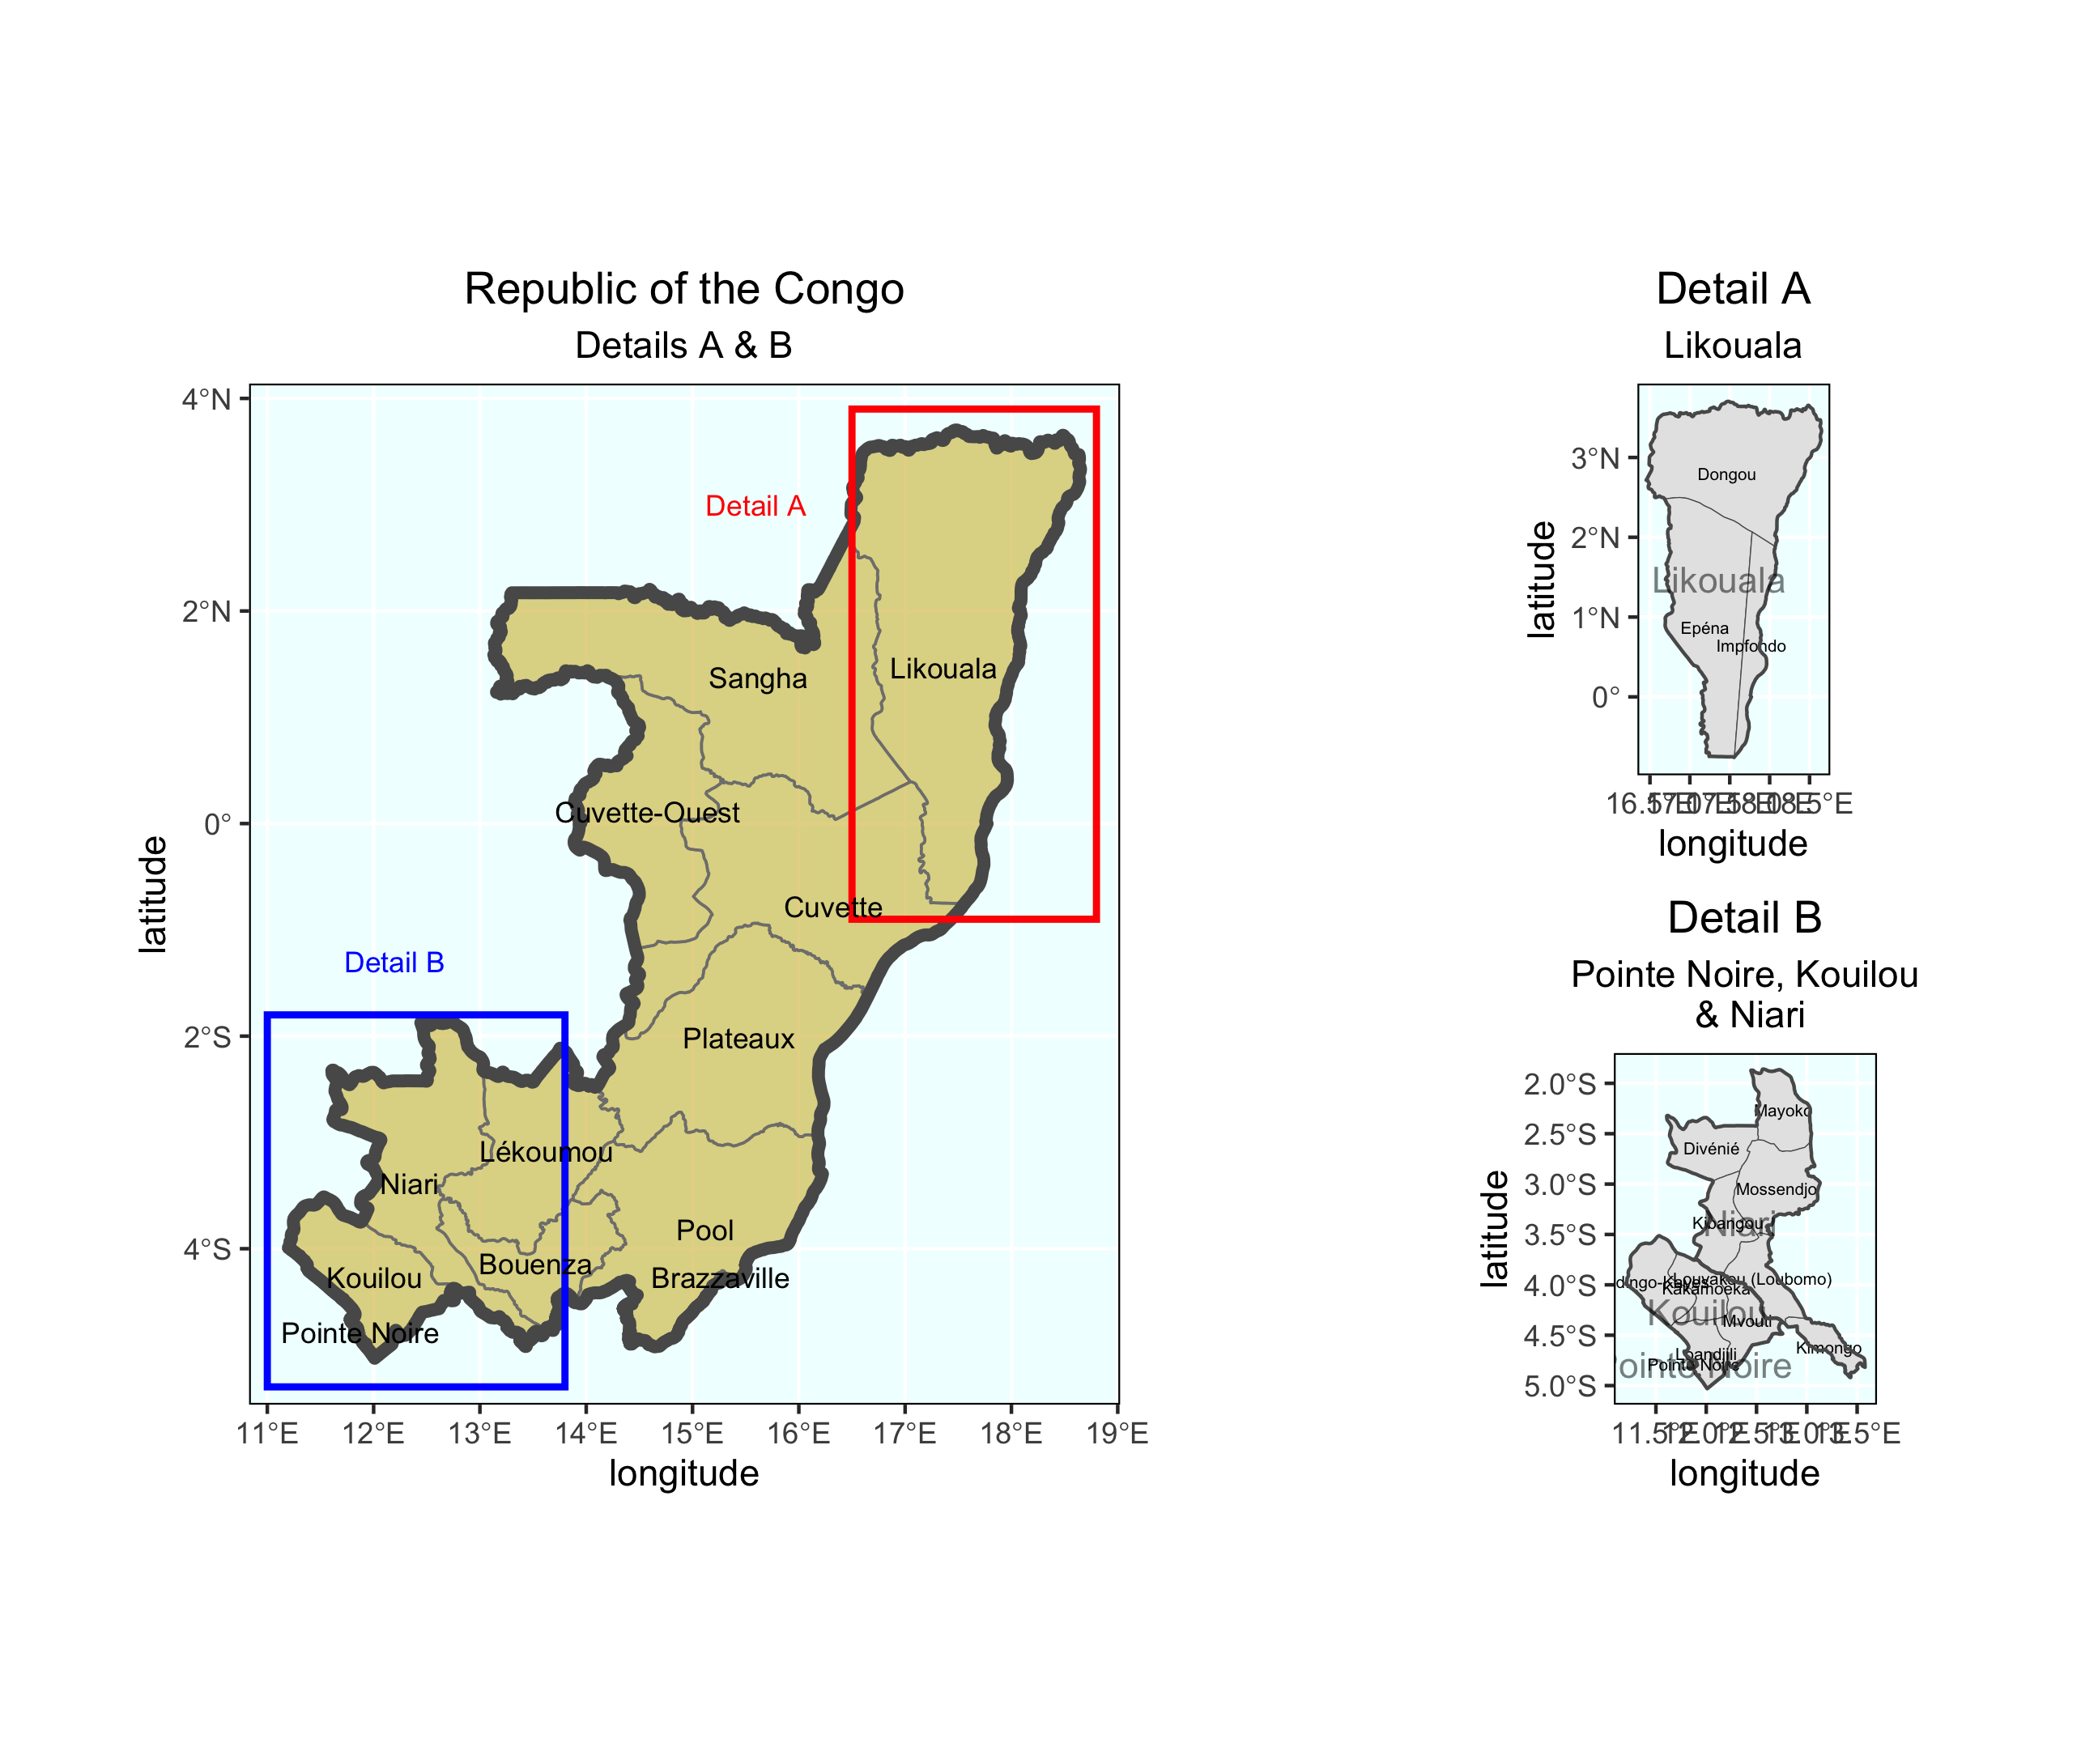 Republic of the Congo
Details A & B
4°N
2°N
0°
2°S
4°S
latitude
Detail A
Sangha
Likouala
Cuvette-Ouest
Cuvette
Detail B
Plateaux
Lékoumou
Niari
Pool
Bouenza
Kouilou
Brazzaville
Pointe Noire
11°E 12°E 13°E 14°E 15°E 16°E 17°E 18°E 19°E
longitude
Detail A
Likouala
3°N
2°N
1°N
0°
latitude
Dongou
Likouala
Epéna
Impfondo
16.5°E 17.0°E 17.5°E 18.0°E 18.5°E
longitude
Detail B
Pointe Noire, Kouilou
& Niari
2.0°S
2.5°S
3.0°S
3.5°S
4.0°S
4.5°S
5.0°S
latitude
Mayoko
Divénié
Mossendjo
Kibangou
Niari
Louvakou (Loubomo)
Kakamoeka
Kouilou
Mvouti
Kimongo
Loandjili
Pointe Noire
ointe Noire
11.5°E 12.0°E 12.5°E 13.0°E 13.5°E
longitude